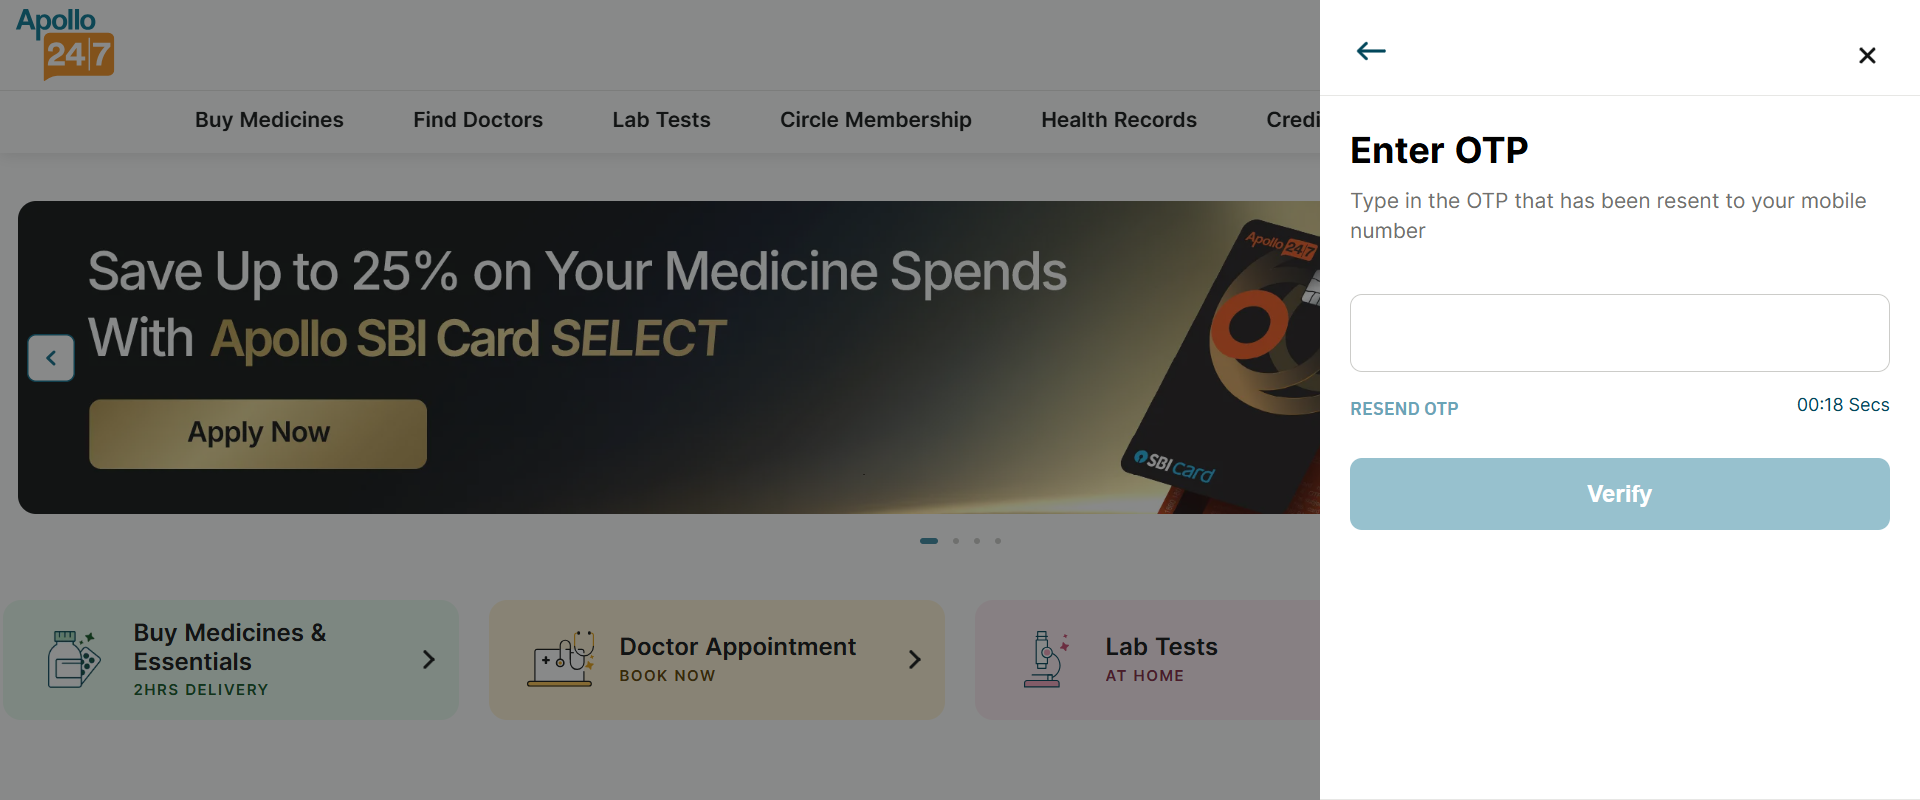 Apollo
24|7
Buy Medicines
Find Doctors
Lab Tests
Circle Membership
Health Records
Credi
Save Up to 25% on Your Medicine Spends
With Apollo SBI Card SELECT
Apply Now
Apollo 24|7
SBI card
Buy Medicines &
Essentials
2HRS DELIVERY
Doctor Appointment
BOOK NOW
Lab Tests
AT HOME
Enter OTP
Type in the OTP that has been resent to your mobile
number
RESEND OTP
00:18 Secs
Verify